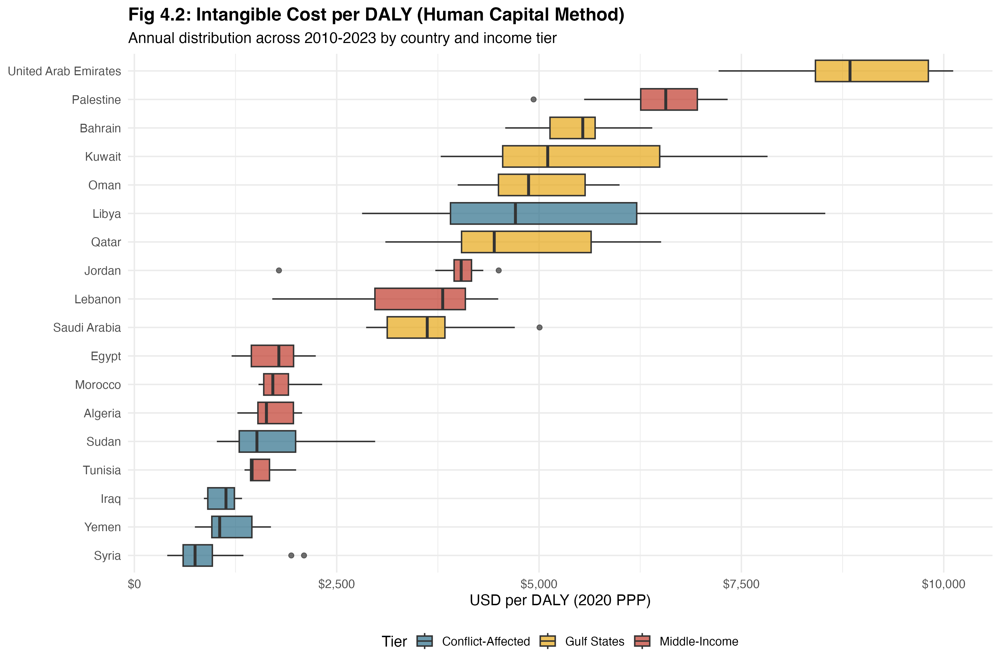 Fig 4.2: Intangible Cost per DALY (Human Capital Method)
Annual distribution across 2010-2023 by country and income tier
United Arab Emirates
Palestine
Bahrain
Kuwait
Oman
Libya
Qatar
Jordan
Lebanon
Saudi Arabia
Egypt
Morocco
Algeria
Sudan
Tunisia
Iraq
Yemen
Syria
$0 $2,500 $5,000 $7,500 $10,000
USD per DALY (2020 PPP)
Tier Conflict-Affected Gulf States Middle-Income